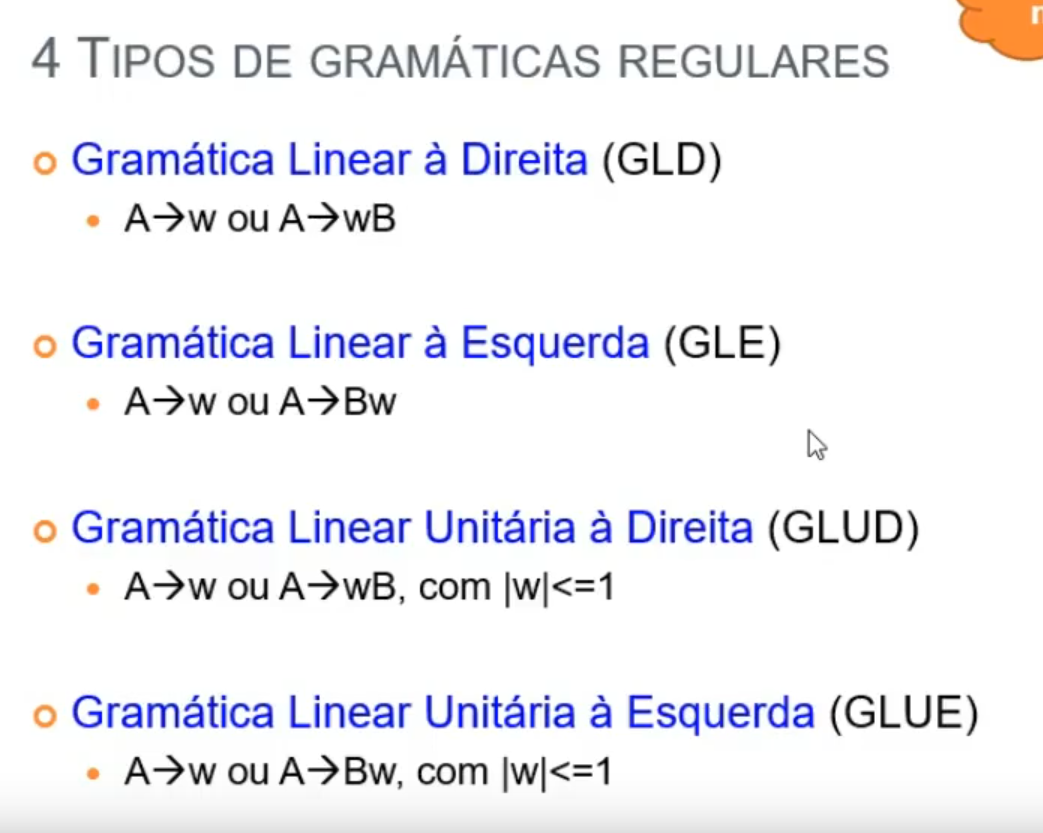 4 TIPOS DE GRAMÁTICAS REGULARES
Gramática Linear à Direita (GLD)
A→w ou A→wB
Gramática Linear à Esquerda (GLE)
A→w ou A→Bw
Gramática Linear Unitária à Direita (GLUD)
A→w ou A→wB, com |w|<=1
Gramática Linear Unitária à Esquerda (GLUE)
A→w ou A→Bw, com |w|<=1